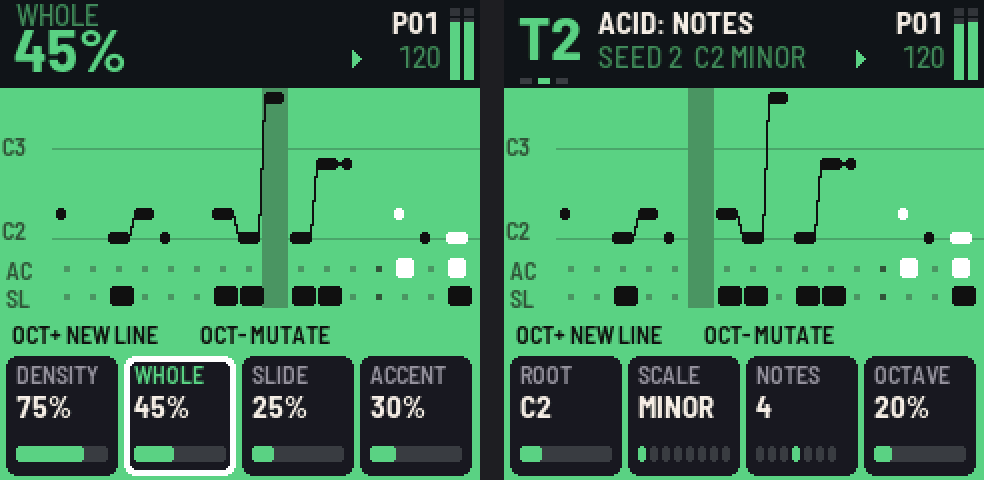 WHOLE
45%
P01
120
C3
C2
AC
SL
OCT+ NEW LINE OCT- MUTATE
DENSITY
75%
WHOLE
45%
SLIDE
25%
ACCENT
30%
T2
ACID: NOTES
SEED 2 C2 MINOR
P01
120
C3
C2
AC
SL
OCT+ NEW LINE OCT- MUTATE
ROOT
C2
SCALE
MINOR
NOTES
4
OCTAVE
20%